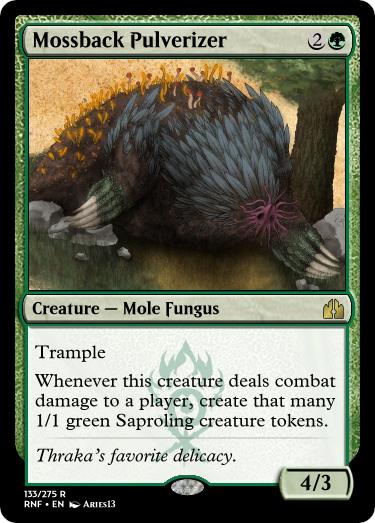 Mossback Pulverizer 2
Creature — Mole Fungus
Trample
Whenever this creature deals combat
damage to a player, create that many
1/1 green Saproling creature tokens.
Thraka's favorite delicacy.
4/3
133/275 R
RNF • EN Aries13